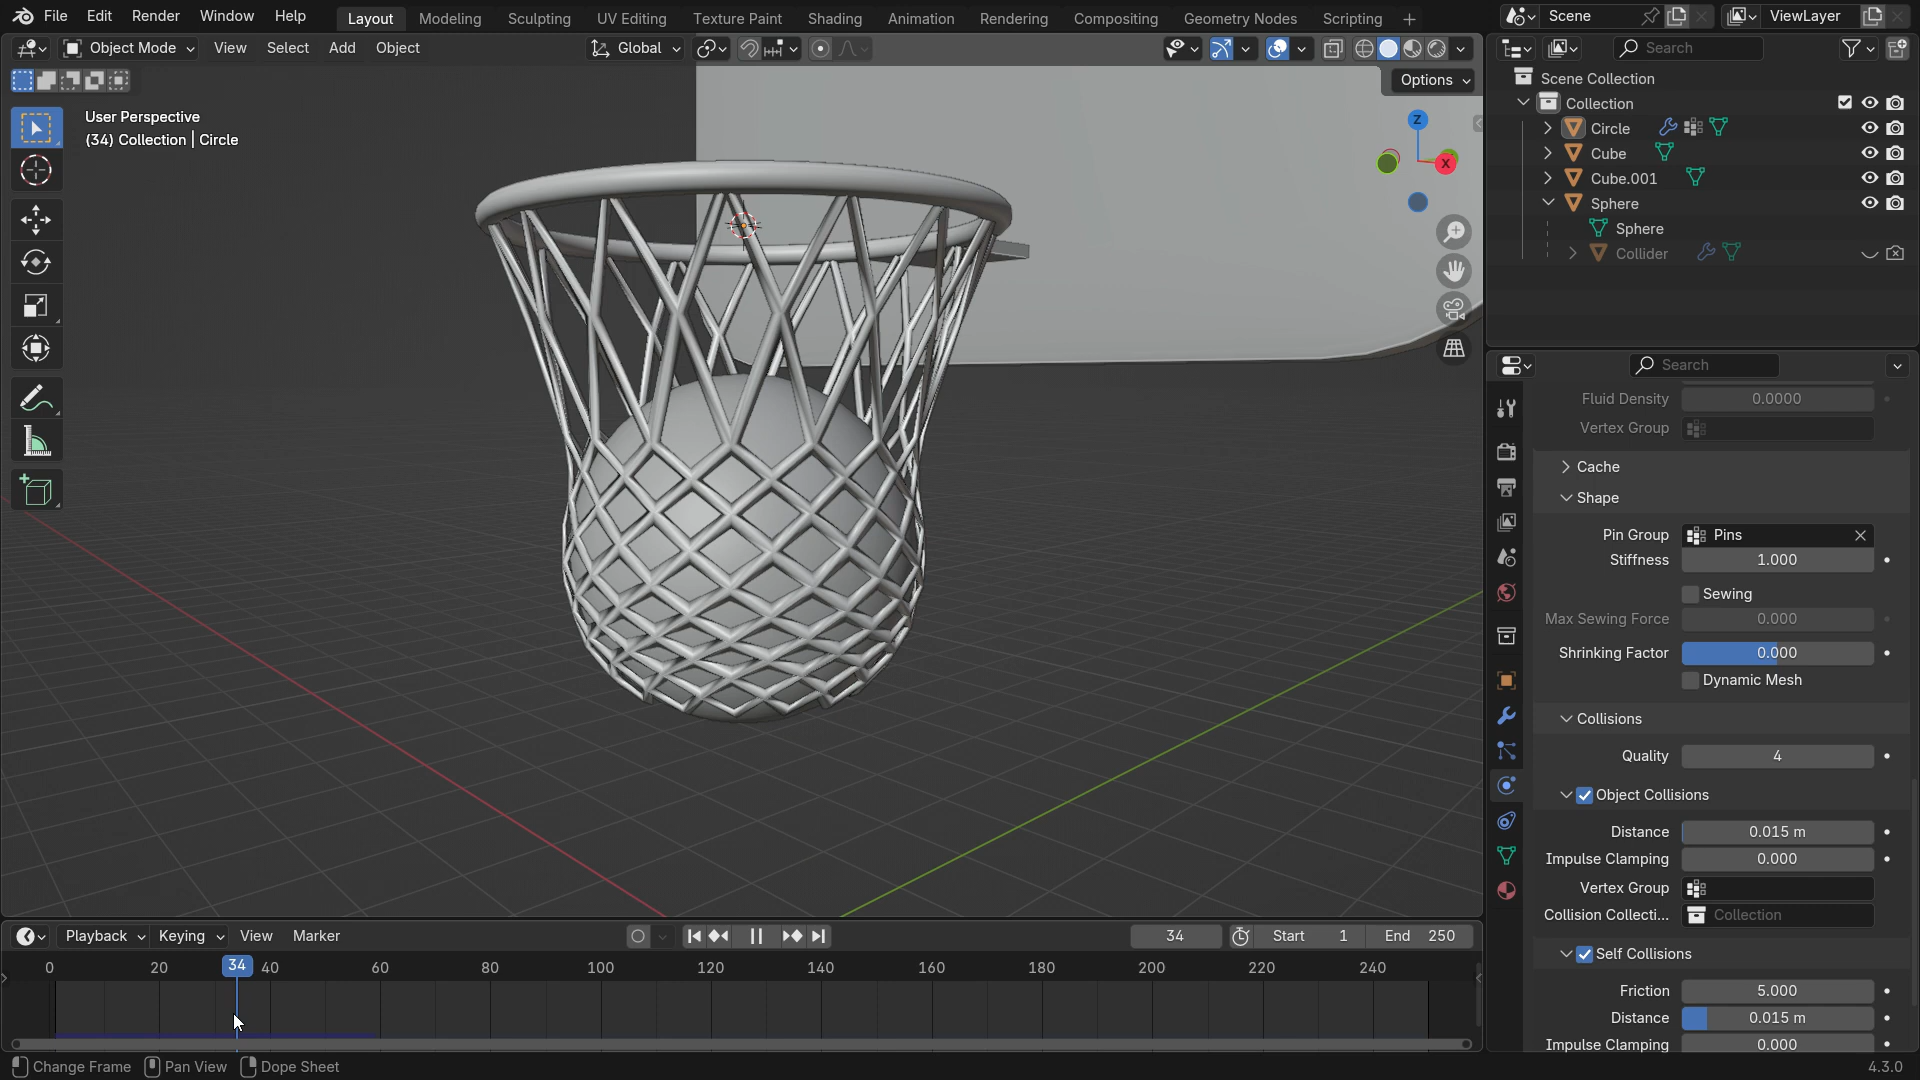 File Edit Render Window Help Layout Modeling Sculpting UV Editing Texture Paint Shading Animation Rendering Compositing Geometry Nodes Scripting Scene ViewLayer
Object Mode View Select Add Object Global Search
Options
User Perspective
(34) Collection | Circle
Z
X
Scene Collection
Collection
Circle
Cube
Cube.001
Sphere
Sphere
Collider
Search
Fluid Density 0.0000
Vertex Group
Cache
Shape
Pin Group Pins
Stiffness 1.000
Sewing
Max Sewing Force 0.000
Shrinking Factor 0.000
Dynamic Mesh
Collisions
Quality 4
Object Collisions
Distance 0.015 m
Impulse Clamping 0.000
Vertex Group
Collision Collecti... Collection
Self Collisions
Friction 5.000
Distance 0.015 m
Impulse Clamping 0.000
Playback Keying View Marker 34 Start 1 End 250
0 20 34 40 60 80 100 120 140 160 180 200 220 240
Change Frame Pan View Dope Sheet 4.3.0